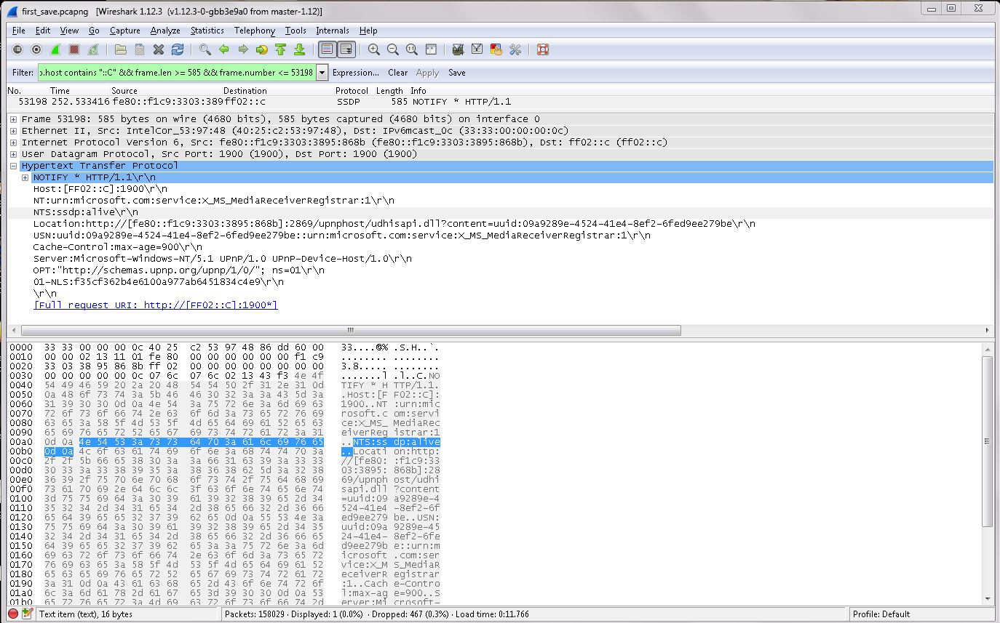 first_save.pcapng [Wireshark 1.12.3 (v1.12.3-0-gbb3e9a0 from master-1.12)]
File Edit View Go Capture Analyze Statistics Telephony Tools Internals Help
Filter: p.host contains "::C" && frame.len >= 585 && frame.number <= 53198 Expression... Clear Apply Save
No. Time Source Destination Protocol Length Info
53198 252.533416 fe80::f1c9:3303:389 ff02::c SSDP 585 NOTIFY * HTTP/1.1
Frame 53198: 585 bytes on wire (4680 bits), 585 bytes captured (4680 bits) on interface 0
Ethernet II, Src: IntelCor_53:97:48 (40:25:c2:53:97:48), Dst: IPv6mcast_0c (33:33:00:00:00:0c)
Internet Protocol Version 6, Src: fe80::f1c9:3303:3895:868b (fe80::f1c9:3303:3895:868b), Dst: ff02::c (ff02::c)
User Datagram Protocol, Src Port: 1900 (1900), Dst Port: 1900 (1900)
Hypertext Transfer Protocol
NOTIFY * HTTP/1.1\r\n
Host:[FF02::C]:1900\r\n
NT:urn:microsoft.com:service:X_MS_MediaReceiverRegistrar:1\r\n
NTS:ssdp:alive\r\n
Location:http://[fe80::f1c9:3303:3895:868b]:2869/upnphost/udhisapi.dll?content=uuid:09a9289e-4524-41e4-8ef2-6fed9ee279be\r\n
USN:uuid:09a9289e-4524-41e4-8ef2-6fed9ee279be::urn:microsoft.com:service:X_MS_MediaReceiverRegistrar:1\r\n
Cache-Control:max-age=900\r\n
Server:Microsoft-Windows-NT/5.1 UPnP/1.0 UPnP-Device-Host/1.0\r\n
OPT:"http://schemas.upnp.org/upnp/1/0/"; ns=01\r\n
01-NLS:f35cf362b4e6100a977ab6451834c4e9\r\n
\r\n
[Full request URI: http://[FF02::C]:1900*]
0000 33 33 00 00 00 0c 40 25 c2 53 97 48 86 dd 60 00 33....@% .S.H..`.
0010 00 00 02 13 11 01 fe 80 00 00 00 00 00 00 f1 c9 ........ ........
0020 33 03 38 95 86 8b ff 02 00 00 00 00 00 00 00 00 3.8..... ........
0030 00 00 00 00 00 0c 07 6c 07 6c 02 13 43 f3 4e 4f .......l .l..C.NO
0040 54 49 46 59 20 2a 20 48 54 54 50 2f 31 2e 31 0d TIFY * H TTP/1.1.
0050 0a 48 6f 73 74 3a 5b 46 46 30 32 3a 3a 43 5d 3a .Host:[F F02::C]:
0060 31 39 30 30 0d 0a 4e 54 3a 75 72 6e 3a 6d 69 63 1900..NT :urn:mic
0070 72 6f 73 6f 66 74 2e 63 6f 6d 3a 73 65 72 76 69 rosoft.c om:servi
0080 63 65 3a 58 5f 4d 53 5f 4d 65 64 69 61 52 65 63 ce:X_MS_ MediaRec
0090 65 69 76 65 72 52 65 67 69 73 74 72 61 72 3a 31 eiverReg istrar:1
00a0 0d 0a 4e 54 53 3a 73 73 64 70 3a 61 6c 69 76 65 ..NTS:ss dp:alive
00b0 0d 0a 4c 6f 63 61 74 69 6f 6e 3a 68 74 74 70 3a ..Locati on:http:
00c0 2f 2f 5b 66 65 38 30 3a 3a 66 31 63 39 3a 33 33 //[fe80: :f1c9:33
00d0 30 33 3a 33 38 39 35 3a 38 36 38 62 5d 3a 32 38 03:3895: 868b]:28
00e0 36 39 2f 75 70 6e 70 68 6f 73 74 2f 75 64 68 69 69/upnph ost/udhi
00f0 73 61 70 69 2e 64 6c 6c 3f 63 6f 6e 74 65 6e 74 sapi.dll ?content
0100 3d 75 75 69 64 3a 30 39 61 39 32 38 39 65 2d 34 =uuid:09 a9289e-4
0110 35 32 34 2d 34 31 65 34 2d 38 65 66 32 2d 36 66 524-41e4 -8ef2-6f
0120 65 64 39 65 65 32 37 39 62 65 0d 0a 55 53 4e 3a ed9ee279 be..USN:
0130 75 75 69 64 3a 30 39 61 39 32 38 39 65 2d 34 35 uuid:09a 9289e-45
0140 32 34 2d 34 31 65 34 2d 38 65 66 32 2d 36 66 65 24-41e4- 8ef2-6fe
0150 64 39 65 65 32 37 39 62 65 3a 3a 75 72 6e 3a 6d d9ee279b e::urn:m
0160 69 63 72 6f 73 6f 66 74 2e 63 6f 6d 3a 73 65 72 icrosoft .com:ser
0170 76 69 63 65 3a 58 5f 4d 53 5f 4d 65 64 69 61 52 vice:X_M S_MediaR
0180 65 63 65 69 76 65 72 52 65 67 69 73 74 72 61 72 eceiverR egistrar
0190 3a 31 0d 0a 43 61 63 68 65 2d 43 6f 6e 74 72 6f :1..Cach e-Contro
01a0 6c 3a 6d 61 78 2d 61 67 65 3d 39 30 30 0d 0a 53 l:max-ag e=900..S
01b0 65 72 76 65 72 3a 4d 69 63 72 6f 73 6f 66 74 2d erver:Mi crosoft-
Text item (text), 16 bytes Packets: 158029 · Displayed: 1 (0.0%) · Dropped: 467 (0.3%) · Load time: 0:11.766 Profile: Default